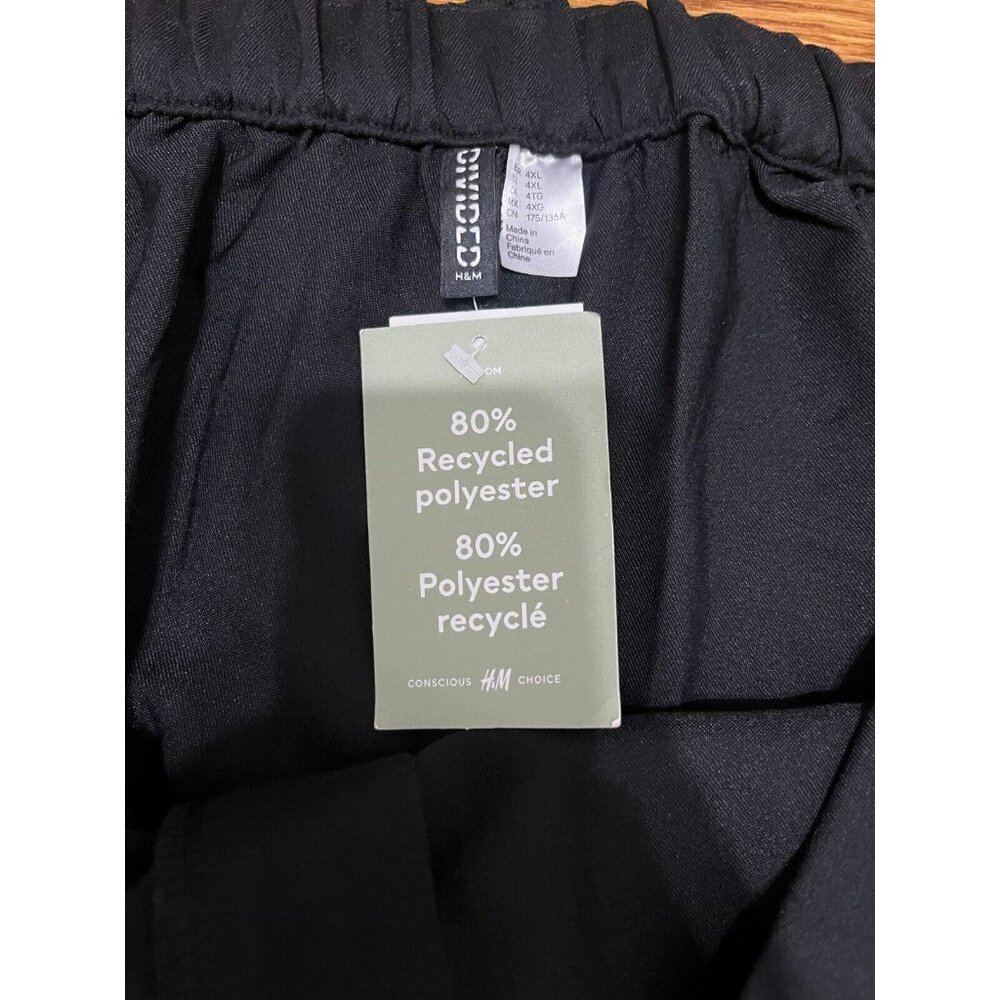 DIVIDED
H&M
4XL
4XL
4TG
MX 4XG
CN 175/136A
Made in
China
Fabriqué en
Chine
OM
80%
Recycled
polyester
80%
Polyester
recyclé
CONSCIOUS H&M CHOICE